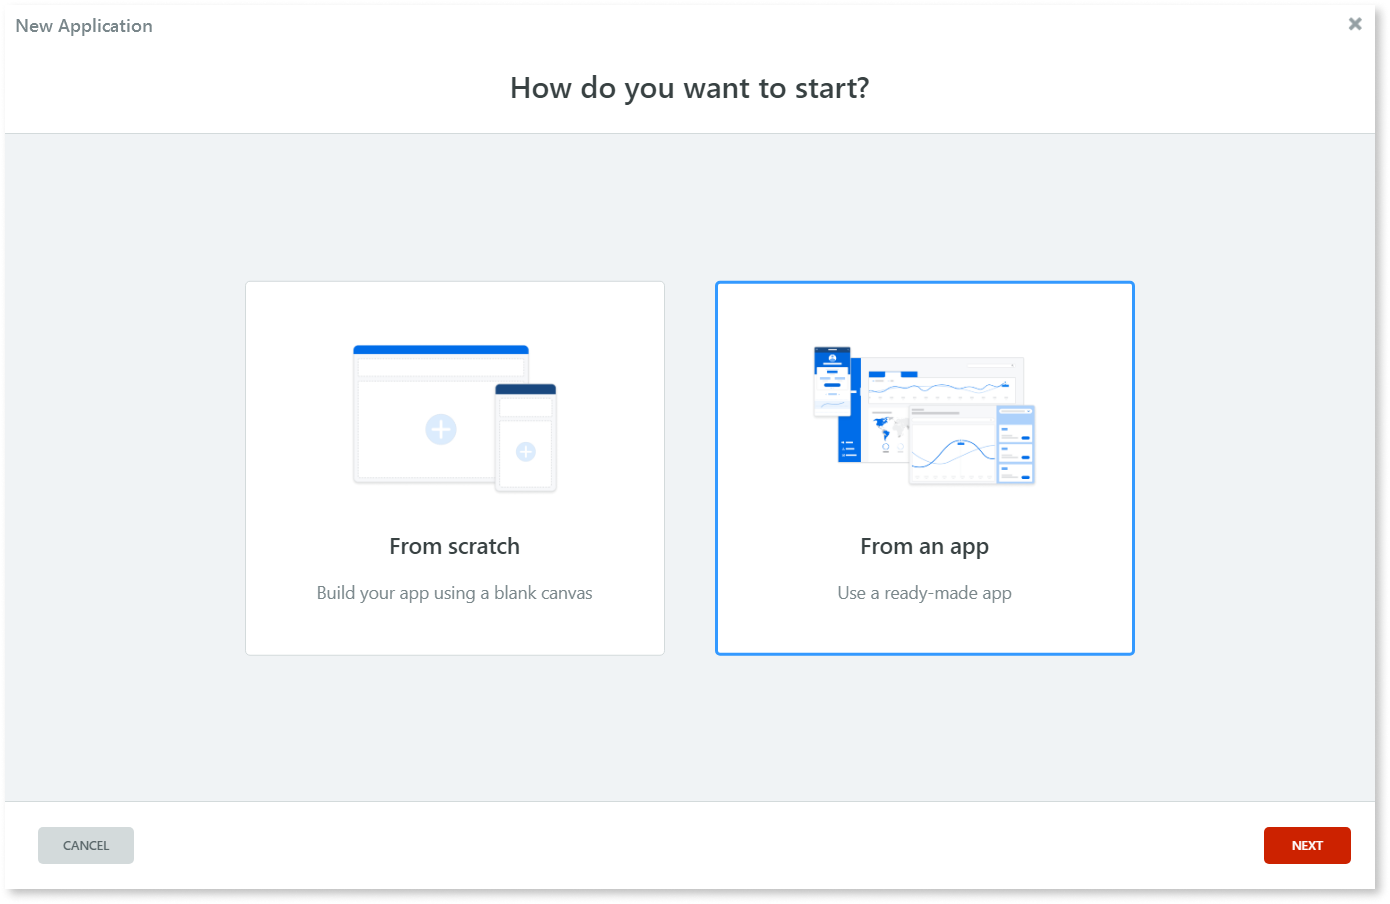 New Application
How do you want to start?
From scratch
Build your app using a blank canvas
From an app
Use a ready-made app
CANCEL
NEXT